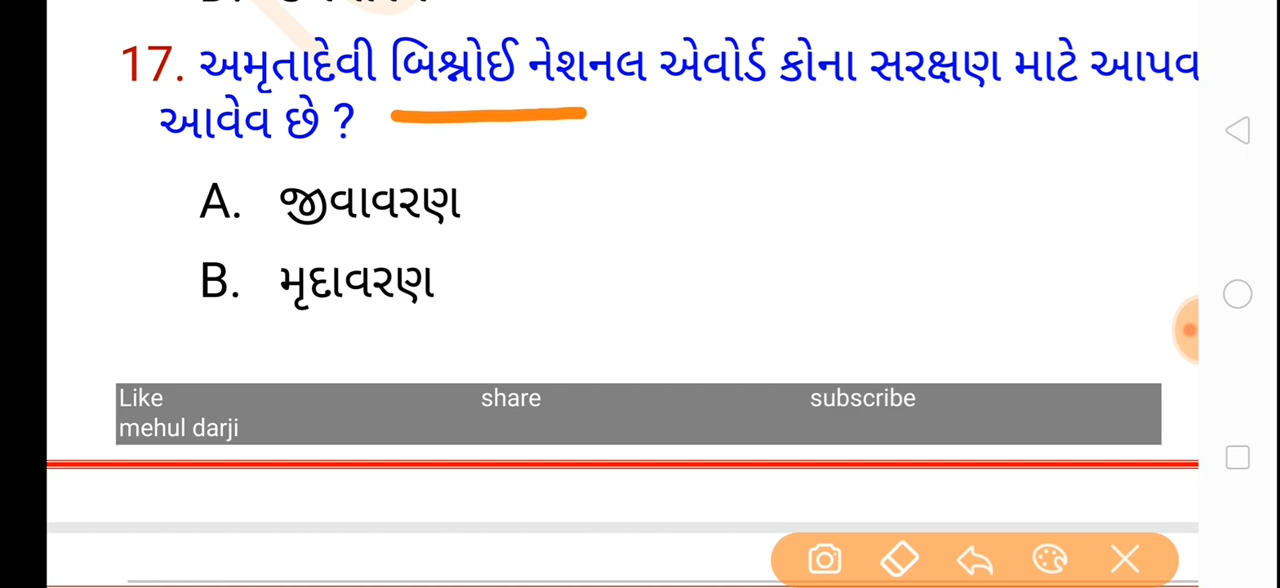 17. અમૃતાદેવી બિશ્નોઈ નેશનલ એવોર્ડ કોના સરક્ષણ માટે આપવ
આવેવ છે ?
A. જીવાવરણ
B. મૃદાવરણ
Like share subscribe
mehul darji